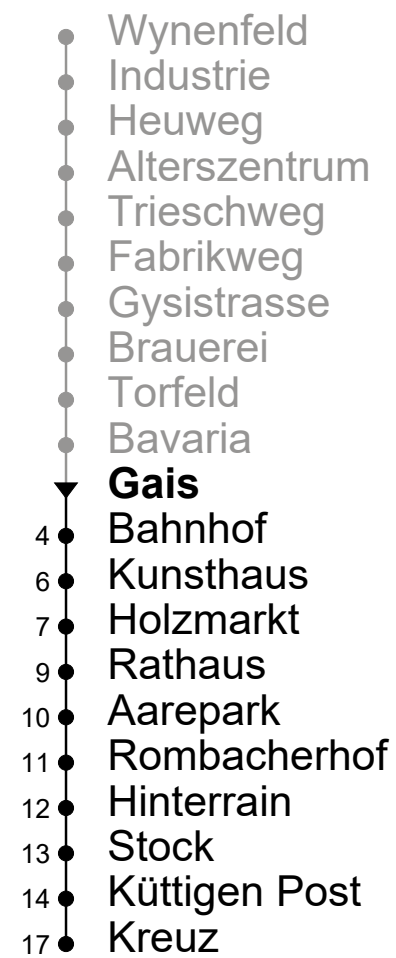 Wynenfeld
Industrie
Heuweg
Alterszentrum
Trieschweg
Fabrikweg
Gysistrasse
Brauerei
Torfeld
Bavaria
Gais
4 Bahnhof
6 Kunsthaus
7 Holzmarkt
9 Rathaus
10 Aarepark
11 Rombacherhof
12 Hinterrain
13 Stock
14 Küttigen Post
17 Kreuz